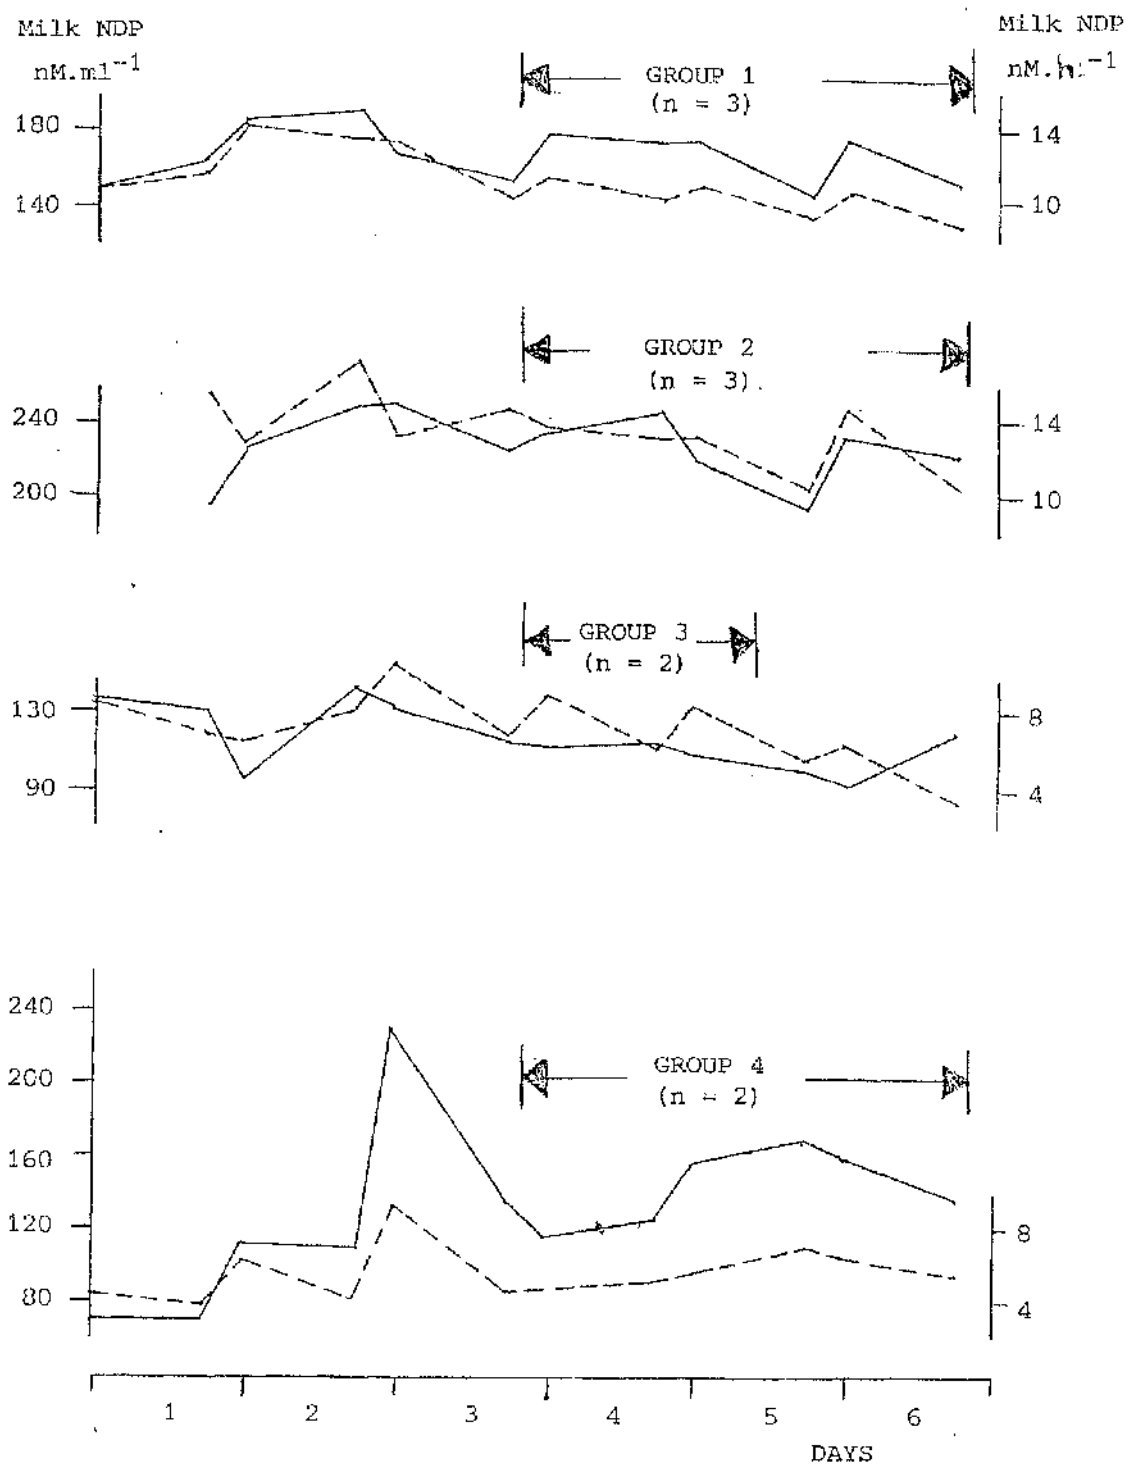 Milk NDP
nM.ml⁻¹
Milk NDP
nM.hr⁻¹
GROUP 1
(n = 3)
180
140
14
10
GROUP 2
(n = 3).
240
200
14
10
GROUP 3
(n = 2)
130
90
8
4
GROUP 4
(n = 2)
240
200
160
120
80
8
4
1 2 3 4 5 6
DAYS